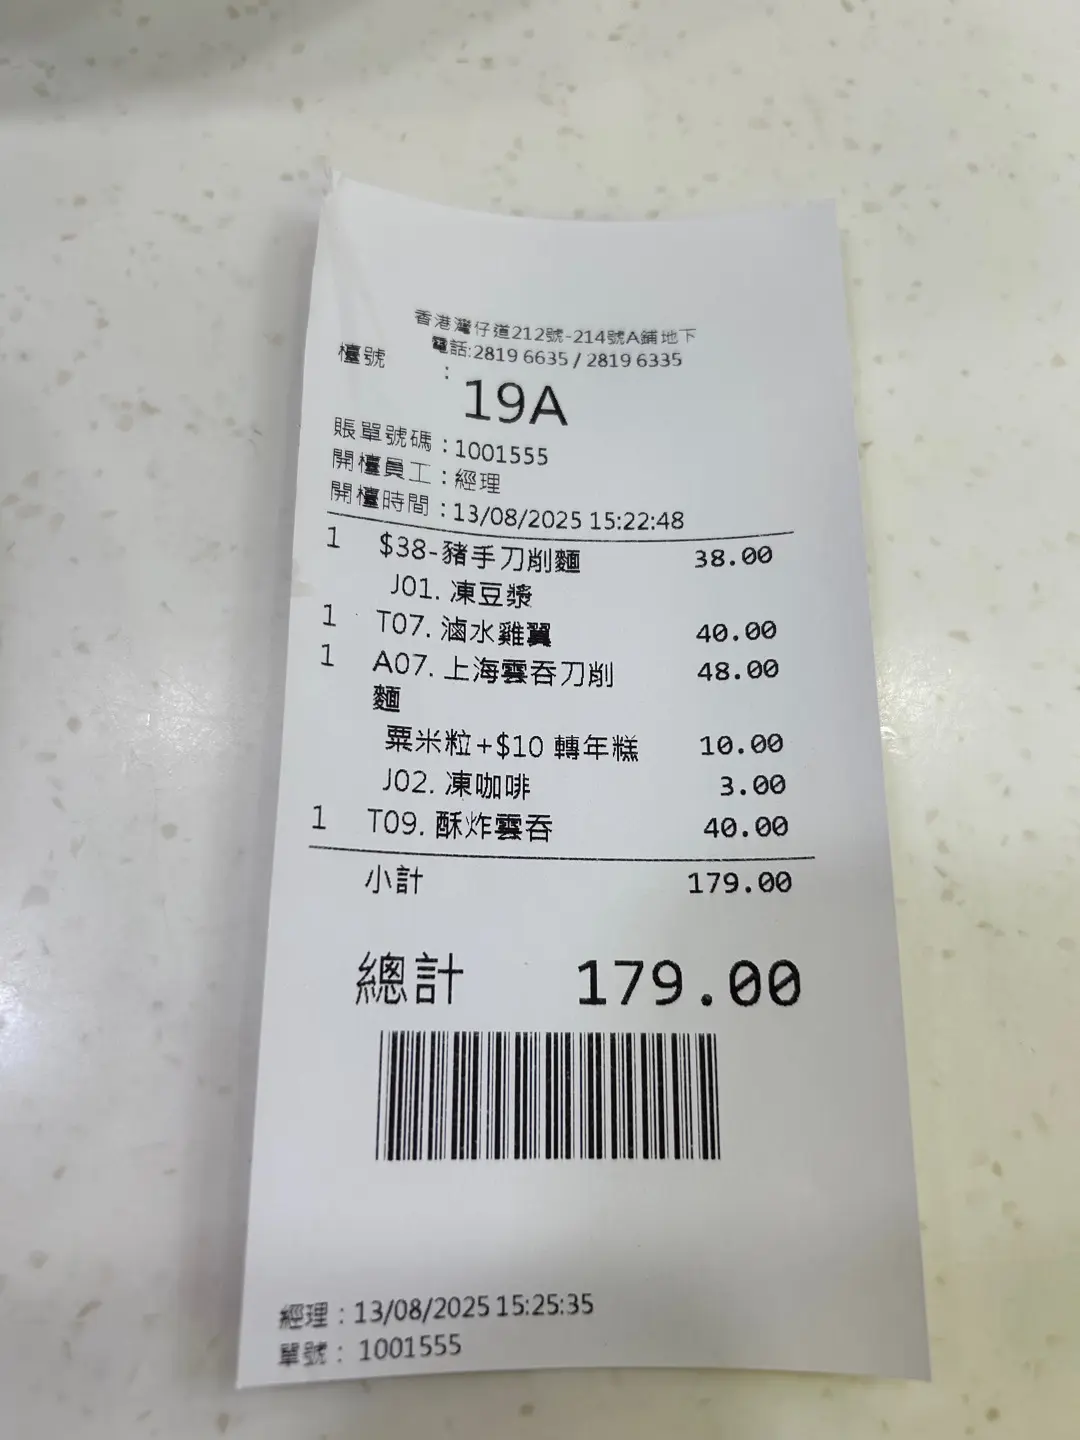 香港灣仔道212號-214號A鋪地下
電話:2819 6635 / 2819 6335
檯號 : 19A
賬單號碼 : 1001555
開檯員工 : 經理
開檯時間 : 13/08/2025 15:22:48
1 $38-豬手刀削麵 38.00
J01. 凍豆漿
1 T07. 滷水雞翼 40.00
1 A07. 上海雲吞刀削 48.00
麵
粟米粒+$10 轉年糕 10.00
J02. 凍咖啡 3.00
1 T09. 酥炸雲吞 40.00
小計 179.00
總計 179.00
經理 : 13/08/2025 15:25:35
單號 : 1001555